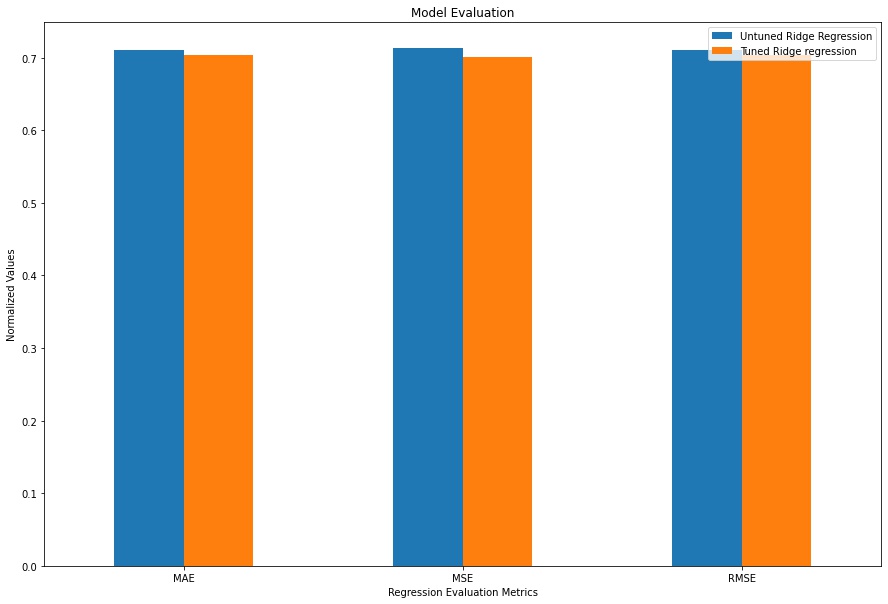 Model Evaluation
Untuned Ridge Regression
Tuned Ridge regression
Normalized Values
0.7
0.6
0.5
0.4
0.3
0.2
0.1
0.0
MAE MSE RMSE
Regression Evaluation Metrics